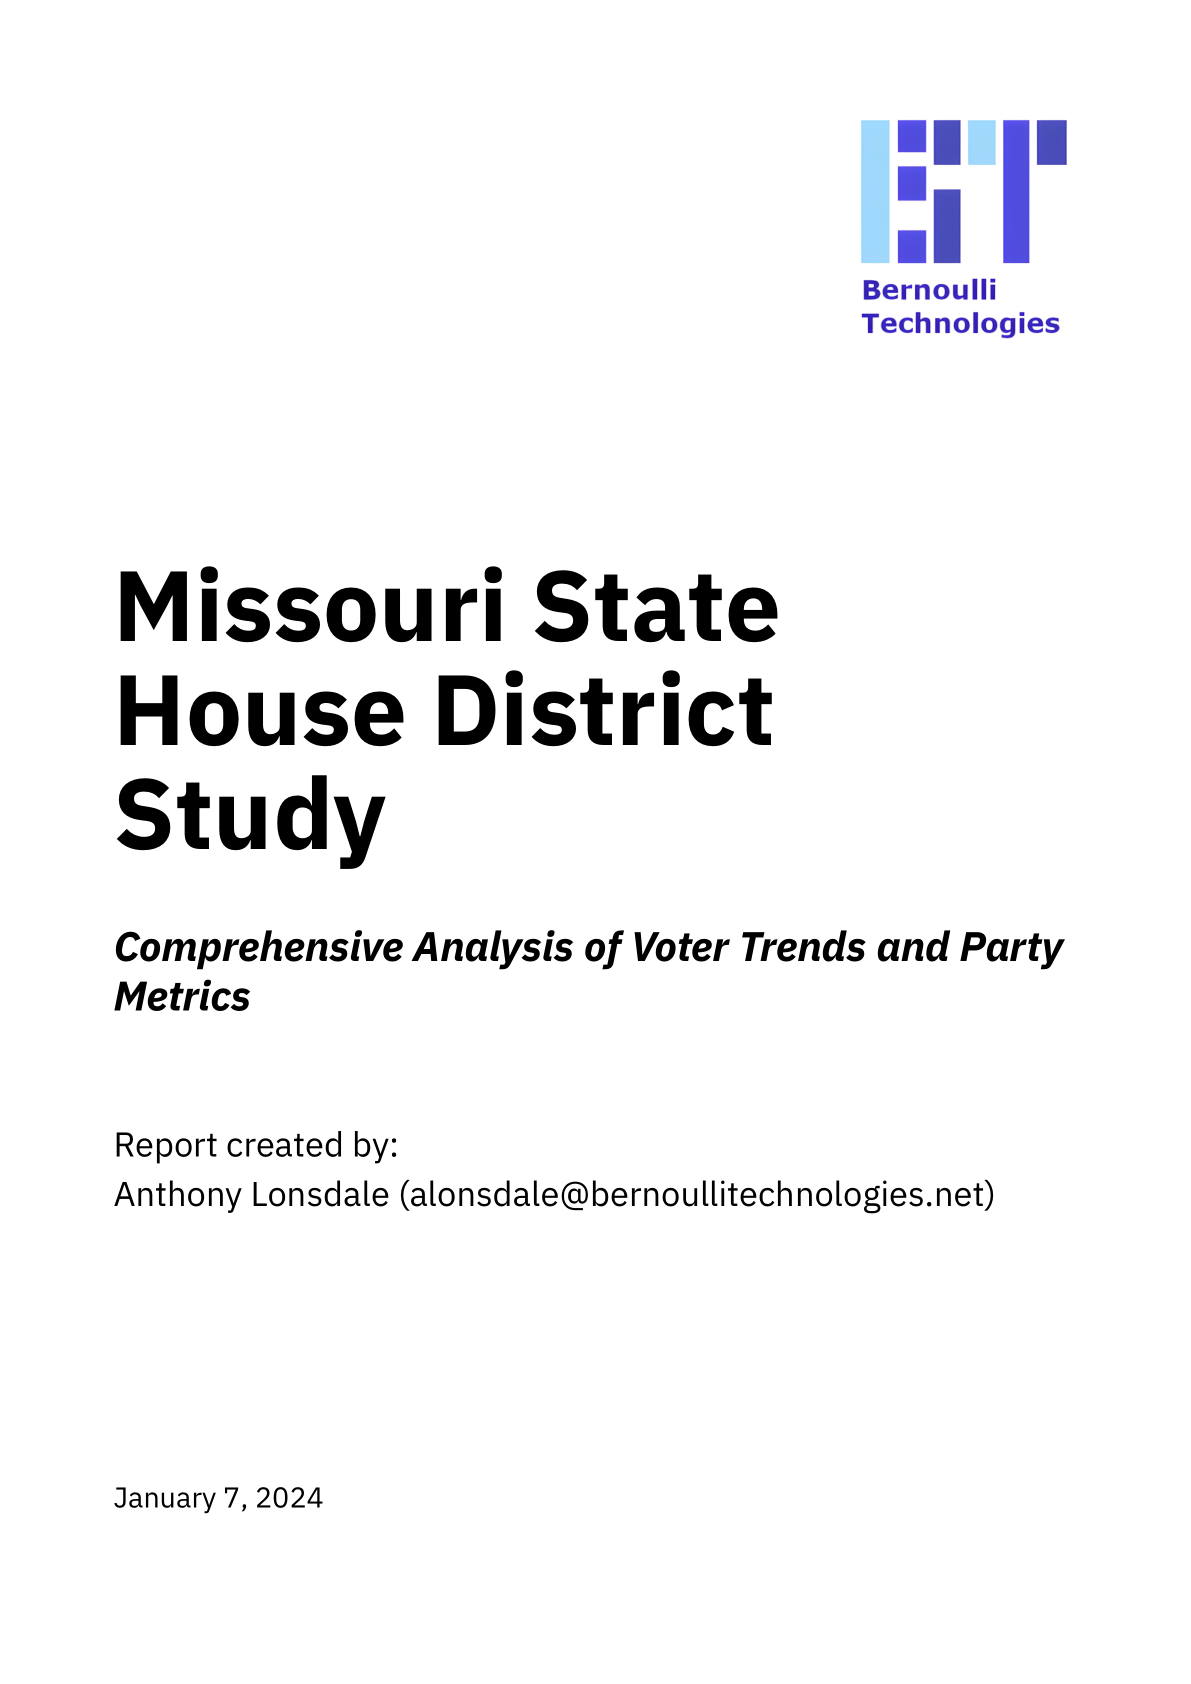 BT
Bernoulli
Technologies
Missouri State
House District
Study
Comprehensive Analysis of Voter Trends and Party
Metrics
Report created by:
Anthony Lonsdale (alonsdale@bernoullitechnologies.net)
January 7, 2024